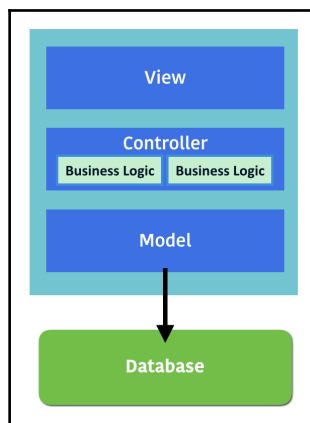 View
Controller
Business Logic Business Logic
Model
Database